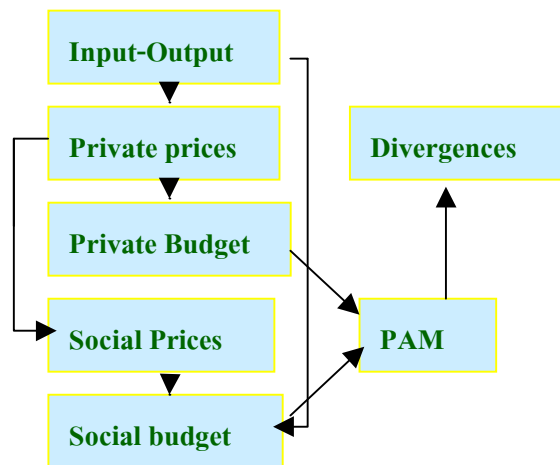 Input-Output
Private prices
Divergences
Private Budget
Social Prices
PAM
Social budget